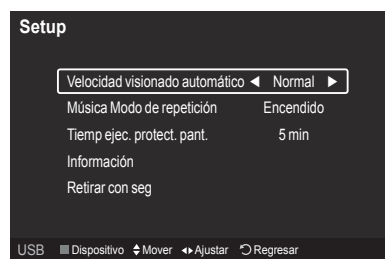 Setup
Velocidad visionado automático ◀ Normal ▶
Música Modo de repetición Encendido
Tiemp ejec. protect. pant. 5 min
Información
Retirar con seg
USB Dispositivo Mover Ajustar Regresar